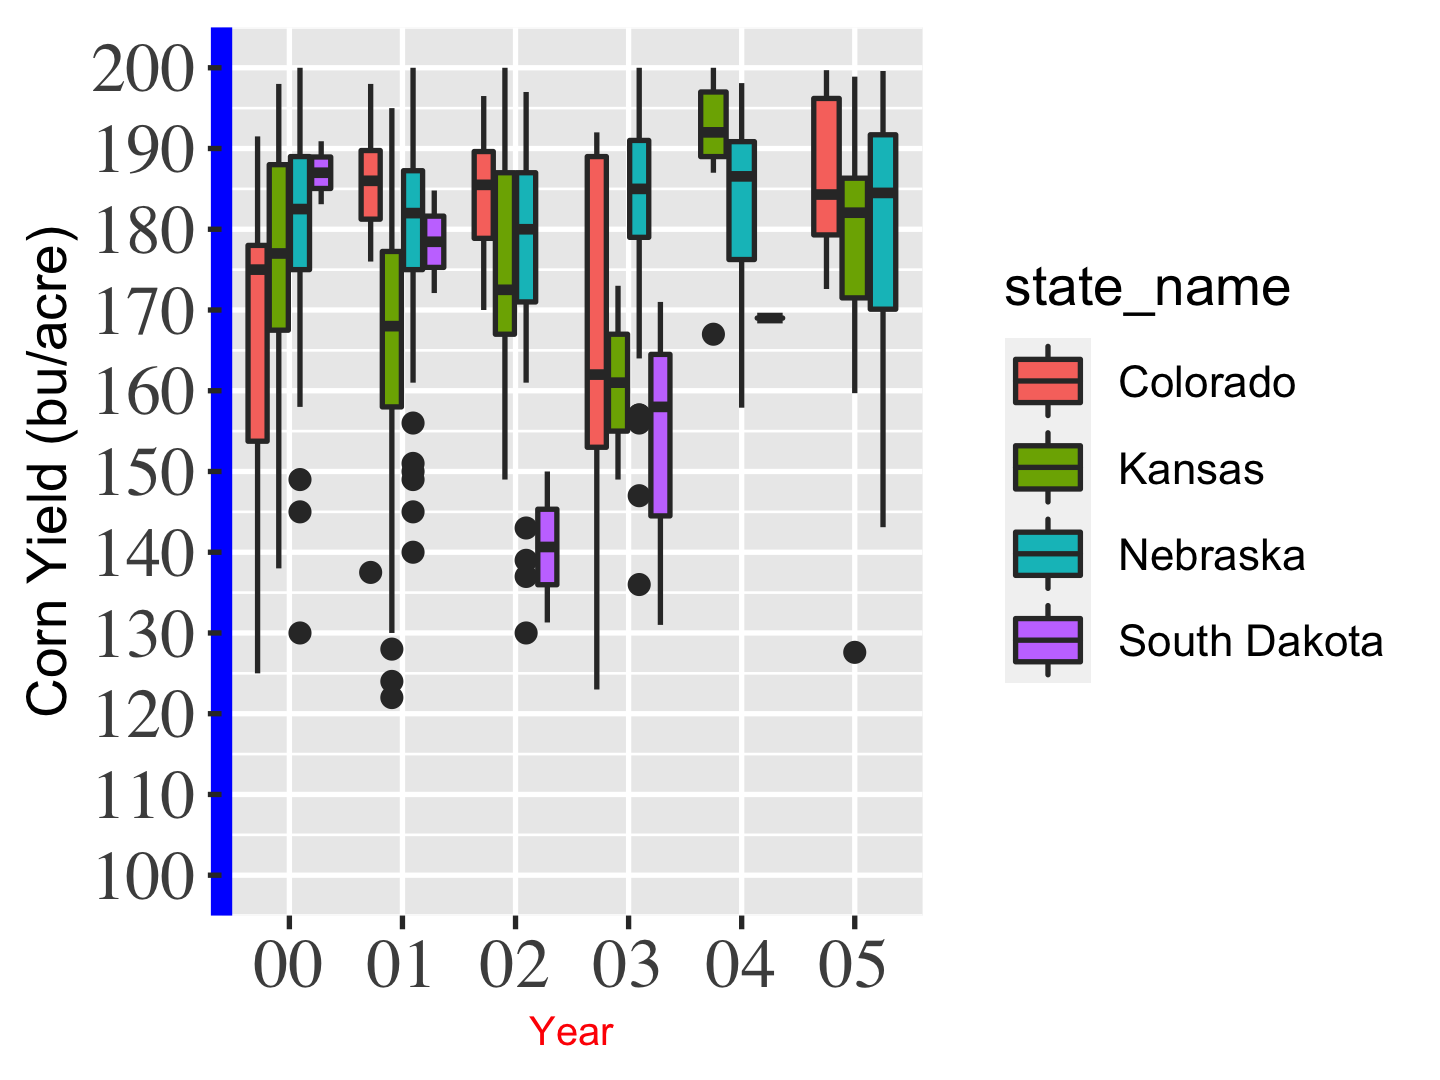 Corn Yield (bu/acre)
200
190
180
170
160
150
140
130
120
110
100
00 01 02 03 04 05
Year
state_name
Colorado
Kansas
Nebraska
South Dakota